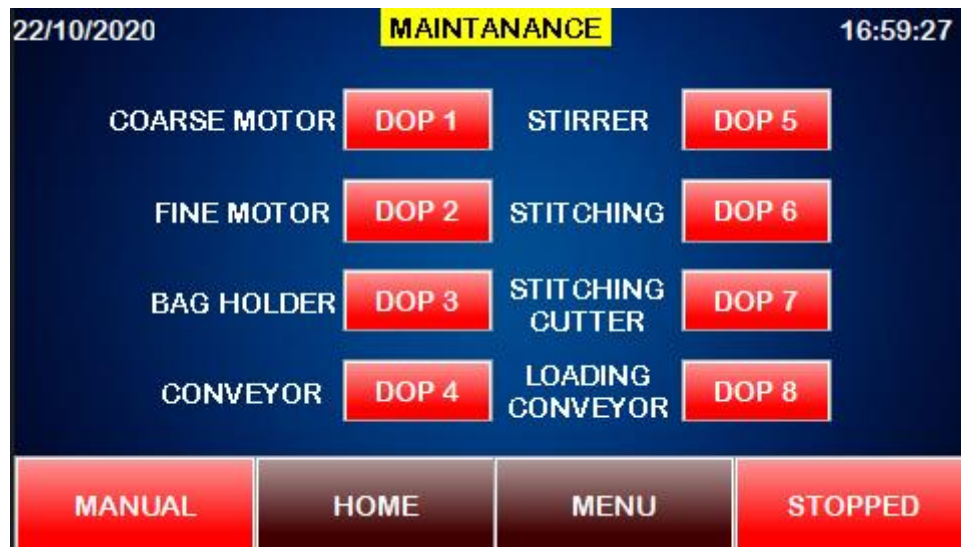 22/10/2020 MAINTANANCE 16:59:27
COARSE MOTOR DOP 1 STIRRER DOP 5
FINE MOTOR DOP 2 STITCHING DOP 6
BAG HOLDER DOP 3 STITCHING CUTTER DOP 7
CONVEYOR DOP 4 LOADING CONVEYOR DOP 8
MANUAL HOME MENU STOPPED